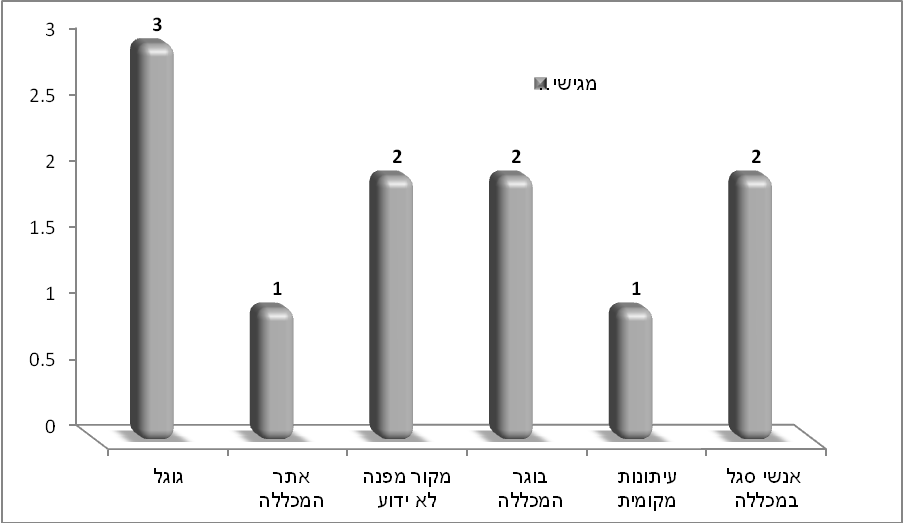 3
2.5
2
1.5
1
0.5
0
3
1
2
2
1
2
מגישי..
גוגל
אתר
המכללה
מקור מפנה
לא ידוע
בוגר
המכללה
עיתונות
מקומית
אנשי סגל
במכללה